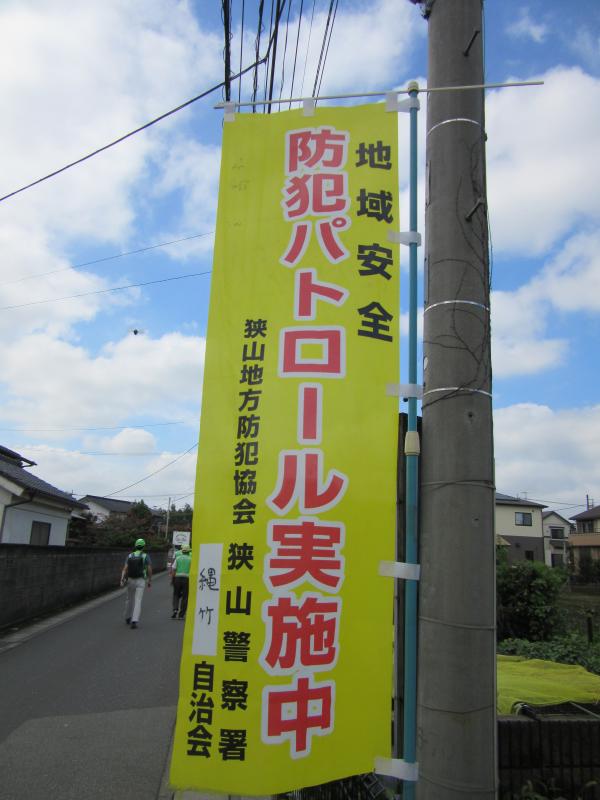 地域安全
防犯パトロール実施中
狭山地方防犯協会
狭山警察署
縄竹
自治会